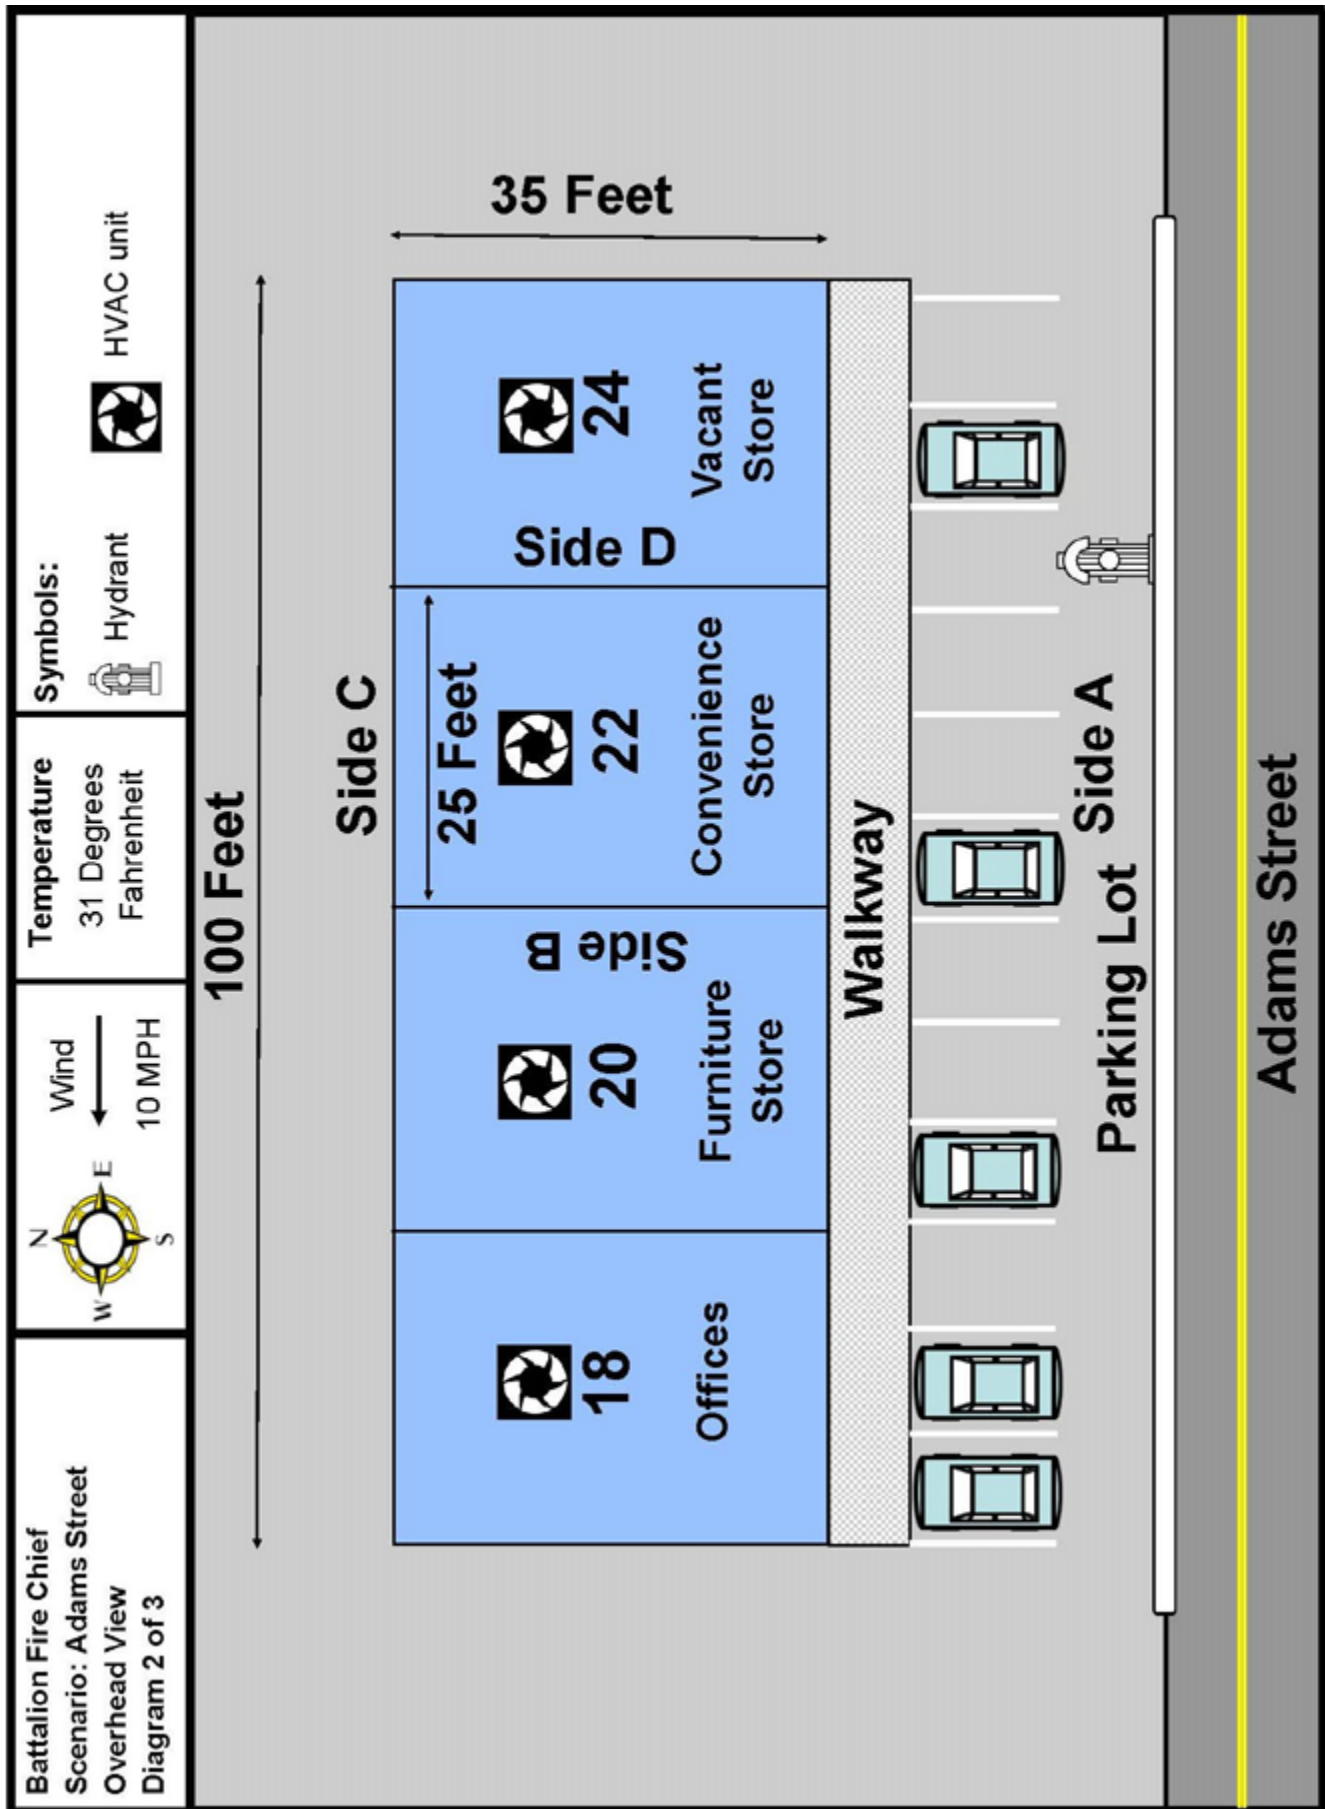 Battalion Fire Chief
Scenario: Adams Street
Overhead View
Diagram 2 of 3
N
W
E
S
Wind
10 MPH
Temperature
31 Degrees
Fahrenheit
Symbols:
Hydrant
HVAC unit
100 Feet
Side C
35 Feet
25 Feet
Side B
Side D
18
Offices
20
Furniture
Store
22
Convenience
Store
24
Vacant
Store
Walkway
Side A
Parking Lot
Adams Street